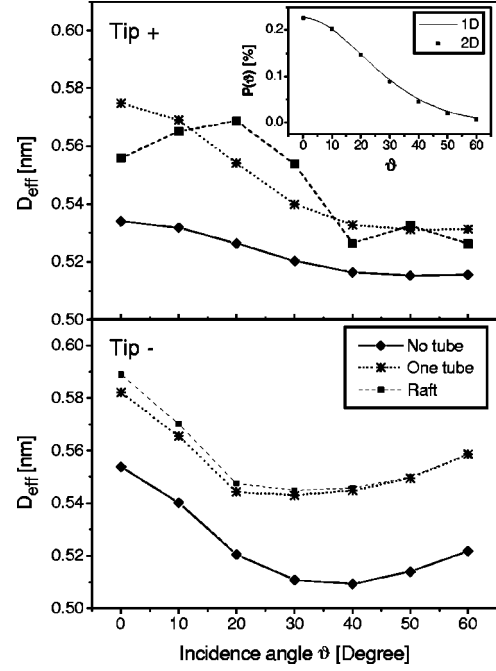 Tip +
D_eff [nm]
0.60
0.58
0.56
0.54
0.52
0.50
P(ϑ) [%]
0.2
0.1
0.0
0 10 20 30 40 50 60
ϑ
1D
2D
Tip -
D_eff [nm]
0.60
0.58
0.56
0.54
0.52
0.50
No tube
One tube
Raft
0 10 20 30 40 50 60
Incidence angle ϑ [Degree]